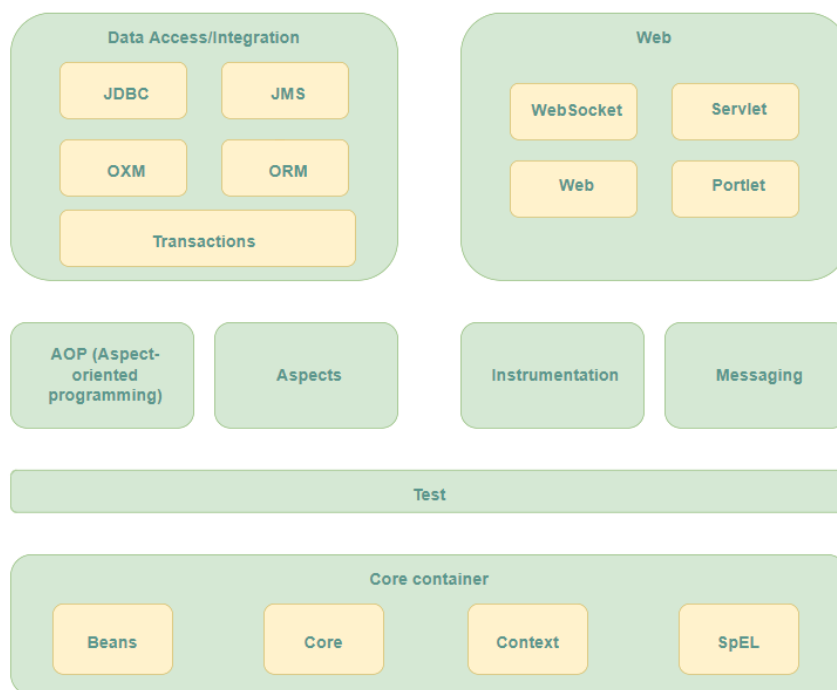 Data Access/Integration
JDBC
JMS
OXM
ORM
Transactions
Web
WebSocket
Servlet
Web
Portlet
AOP (Aspect-
oriented
programming)
Aspects
Instrumentation
Messaging
Test
Core container
Beans
Core
Context
SpEL